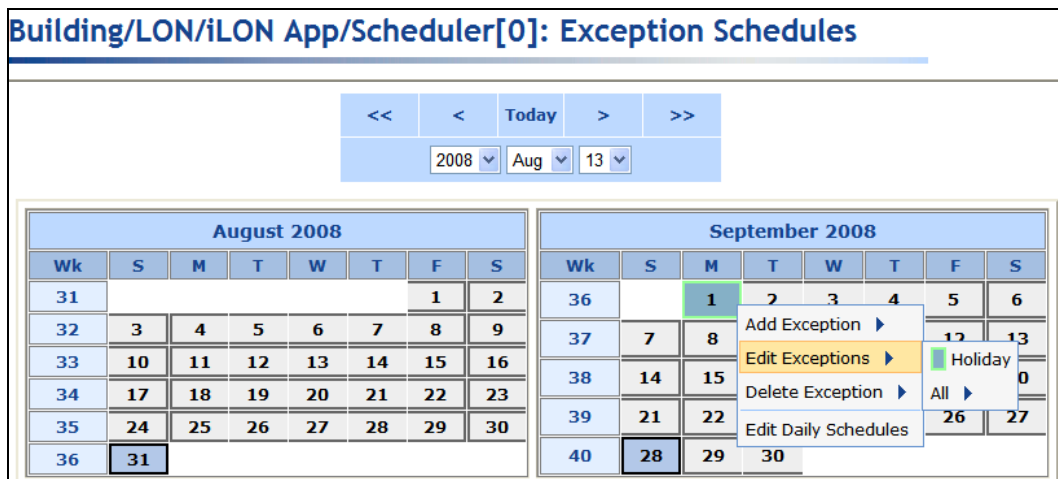 Building/LON/iLON App/Scheduler[0]: Exception Schedules
<< < Today > >>
2008 Aug 13
August 2008
Wk S M T W T F S
31 1 2
32 3 4 5 6 7 8 9
33 10 11 12 13 14 15 16
34 17 18 19 20 21 22 23
35 24 25 26 27 28 29 30
36 31
September 2008
Wk S M T W T F S
36 1 2 3 4 5 6
37 7 8 12 13
38 14 15
39 21 22 26 27
40 28 29 30
Add Exception
Edit Exceptions
Delete Exception
Edit Daily Schedules
Holiday
All